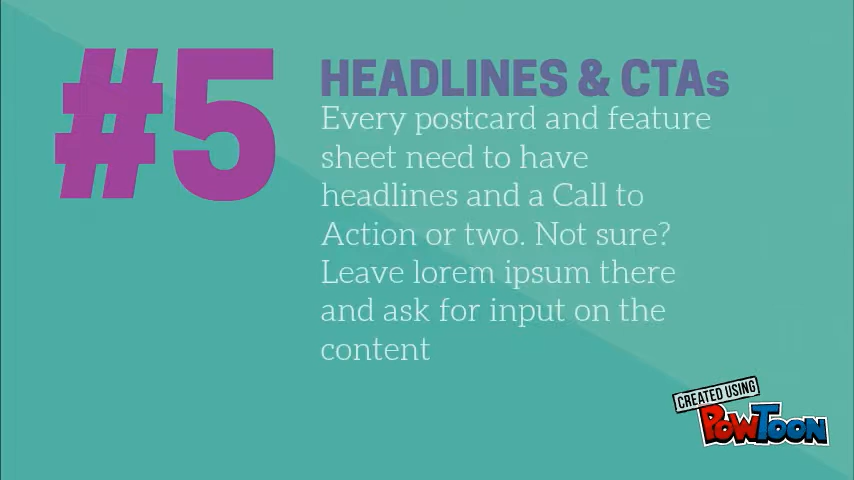 #5
HEADLINES & CTAs
Every postcard and feature
sheet need to have
headlines and a Call to
Action or two. Not sure?
Leave lorem ipsum there
and ask for input on the
content
CREATED USING
POWTOON